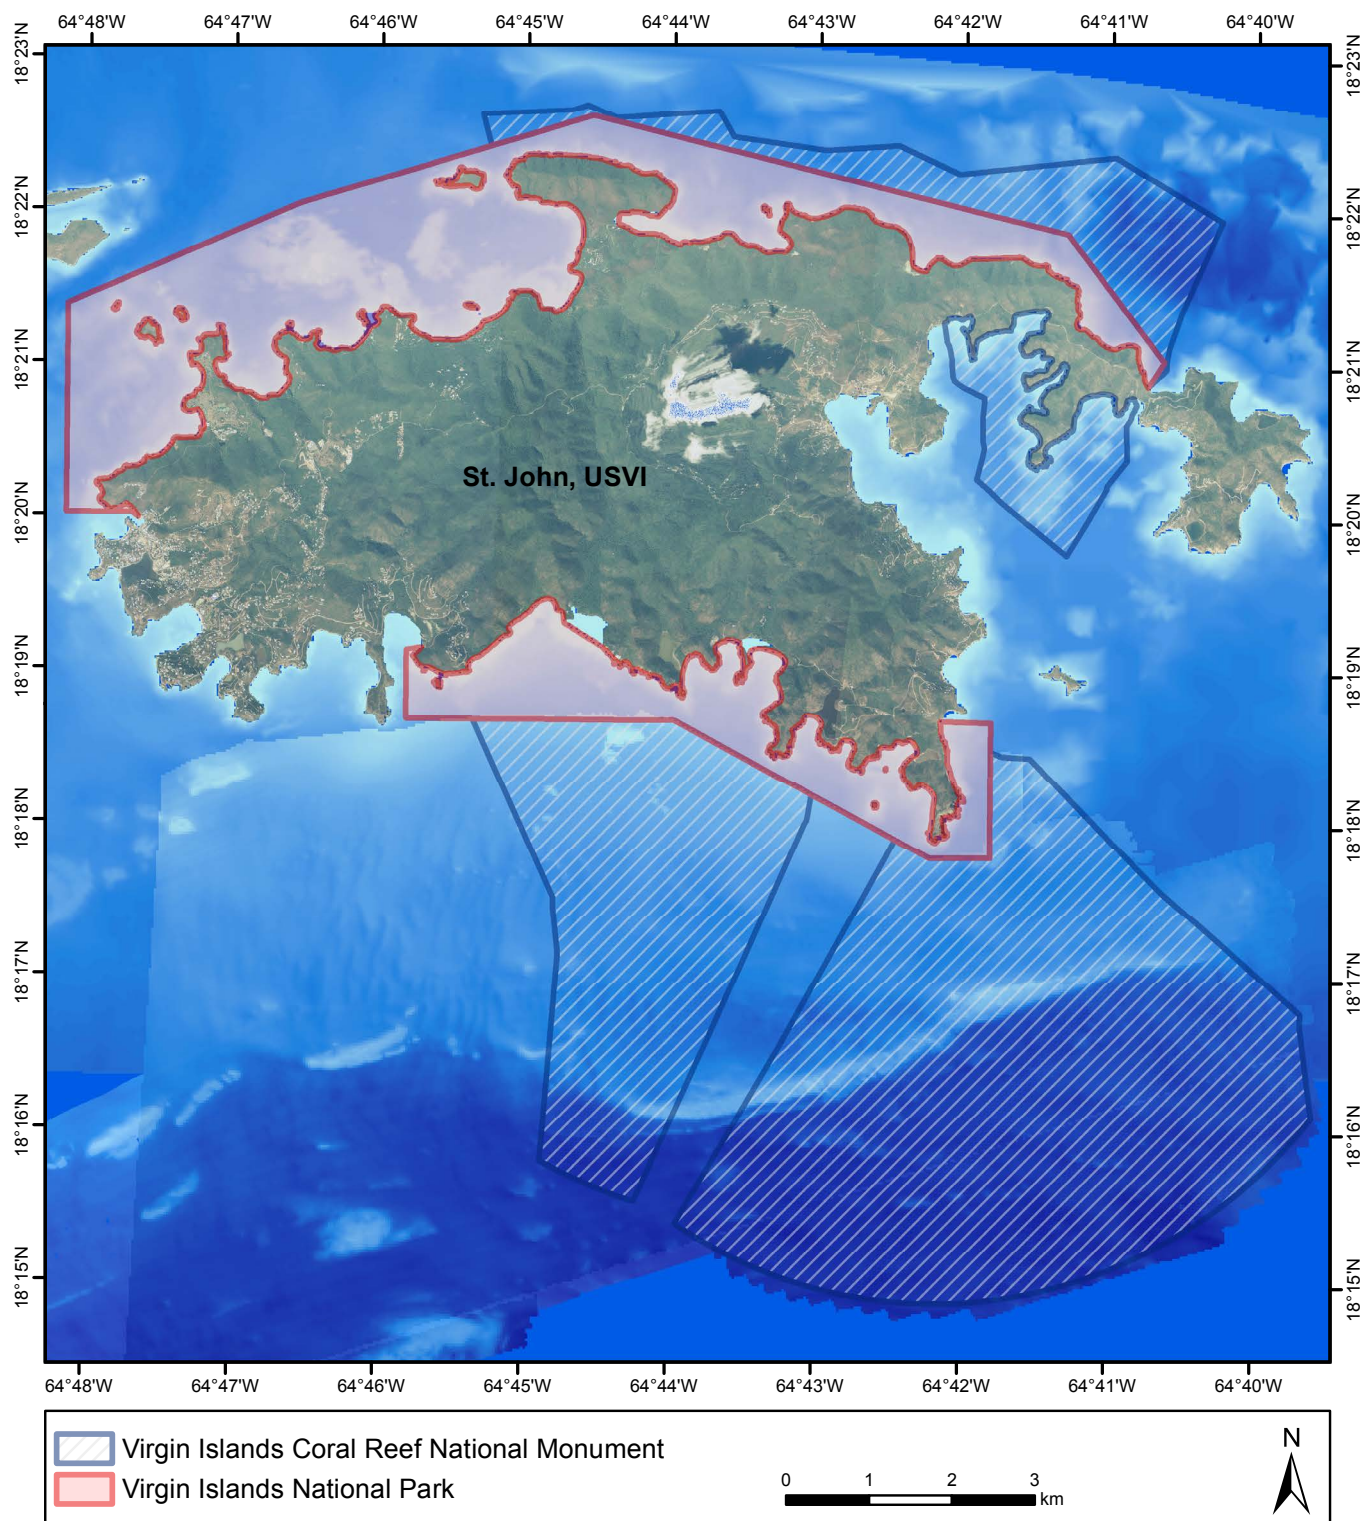 64°48'W 64°47'W 64°46'W 64°45'W 64°44'W 64°43'W 64°42'W 64°41'W 64°40'W
18°23'N 18°23'N
18°22'N 18°22'N
18°21'N 18°21'N
St. John, USVI
18°20'N 18°20'N
18°19'N 18°19'N
18°18'N 18°18'N
18°17'N 18°17'N
18°16'N 18°16'N
18°15'N 18°15'N
64°48'W 64°47'W 64°46'W 64°45'W 64°44'W 64°43'W 64°42'W 64°41'W 64°40'W
Virgin Islands Coral Reef National Monument
Virgin Islands National Park
0 1 2 3
km
N